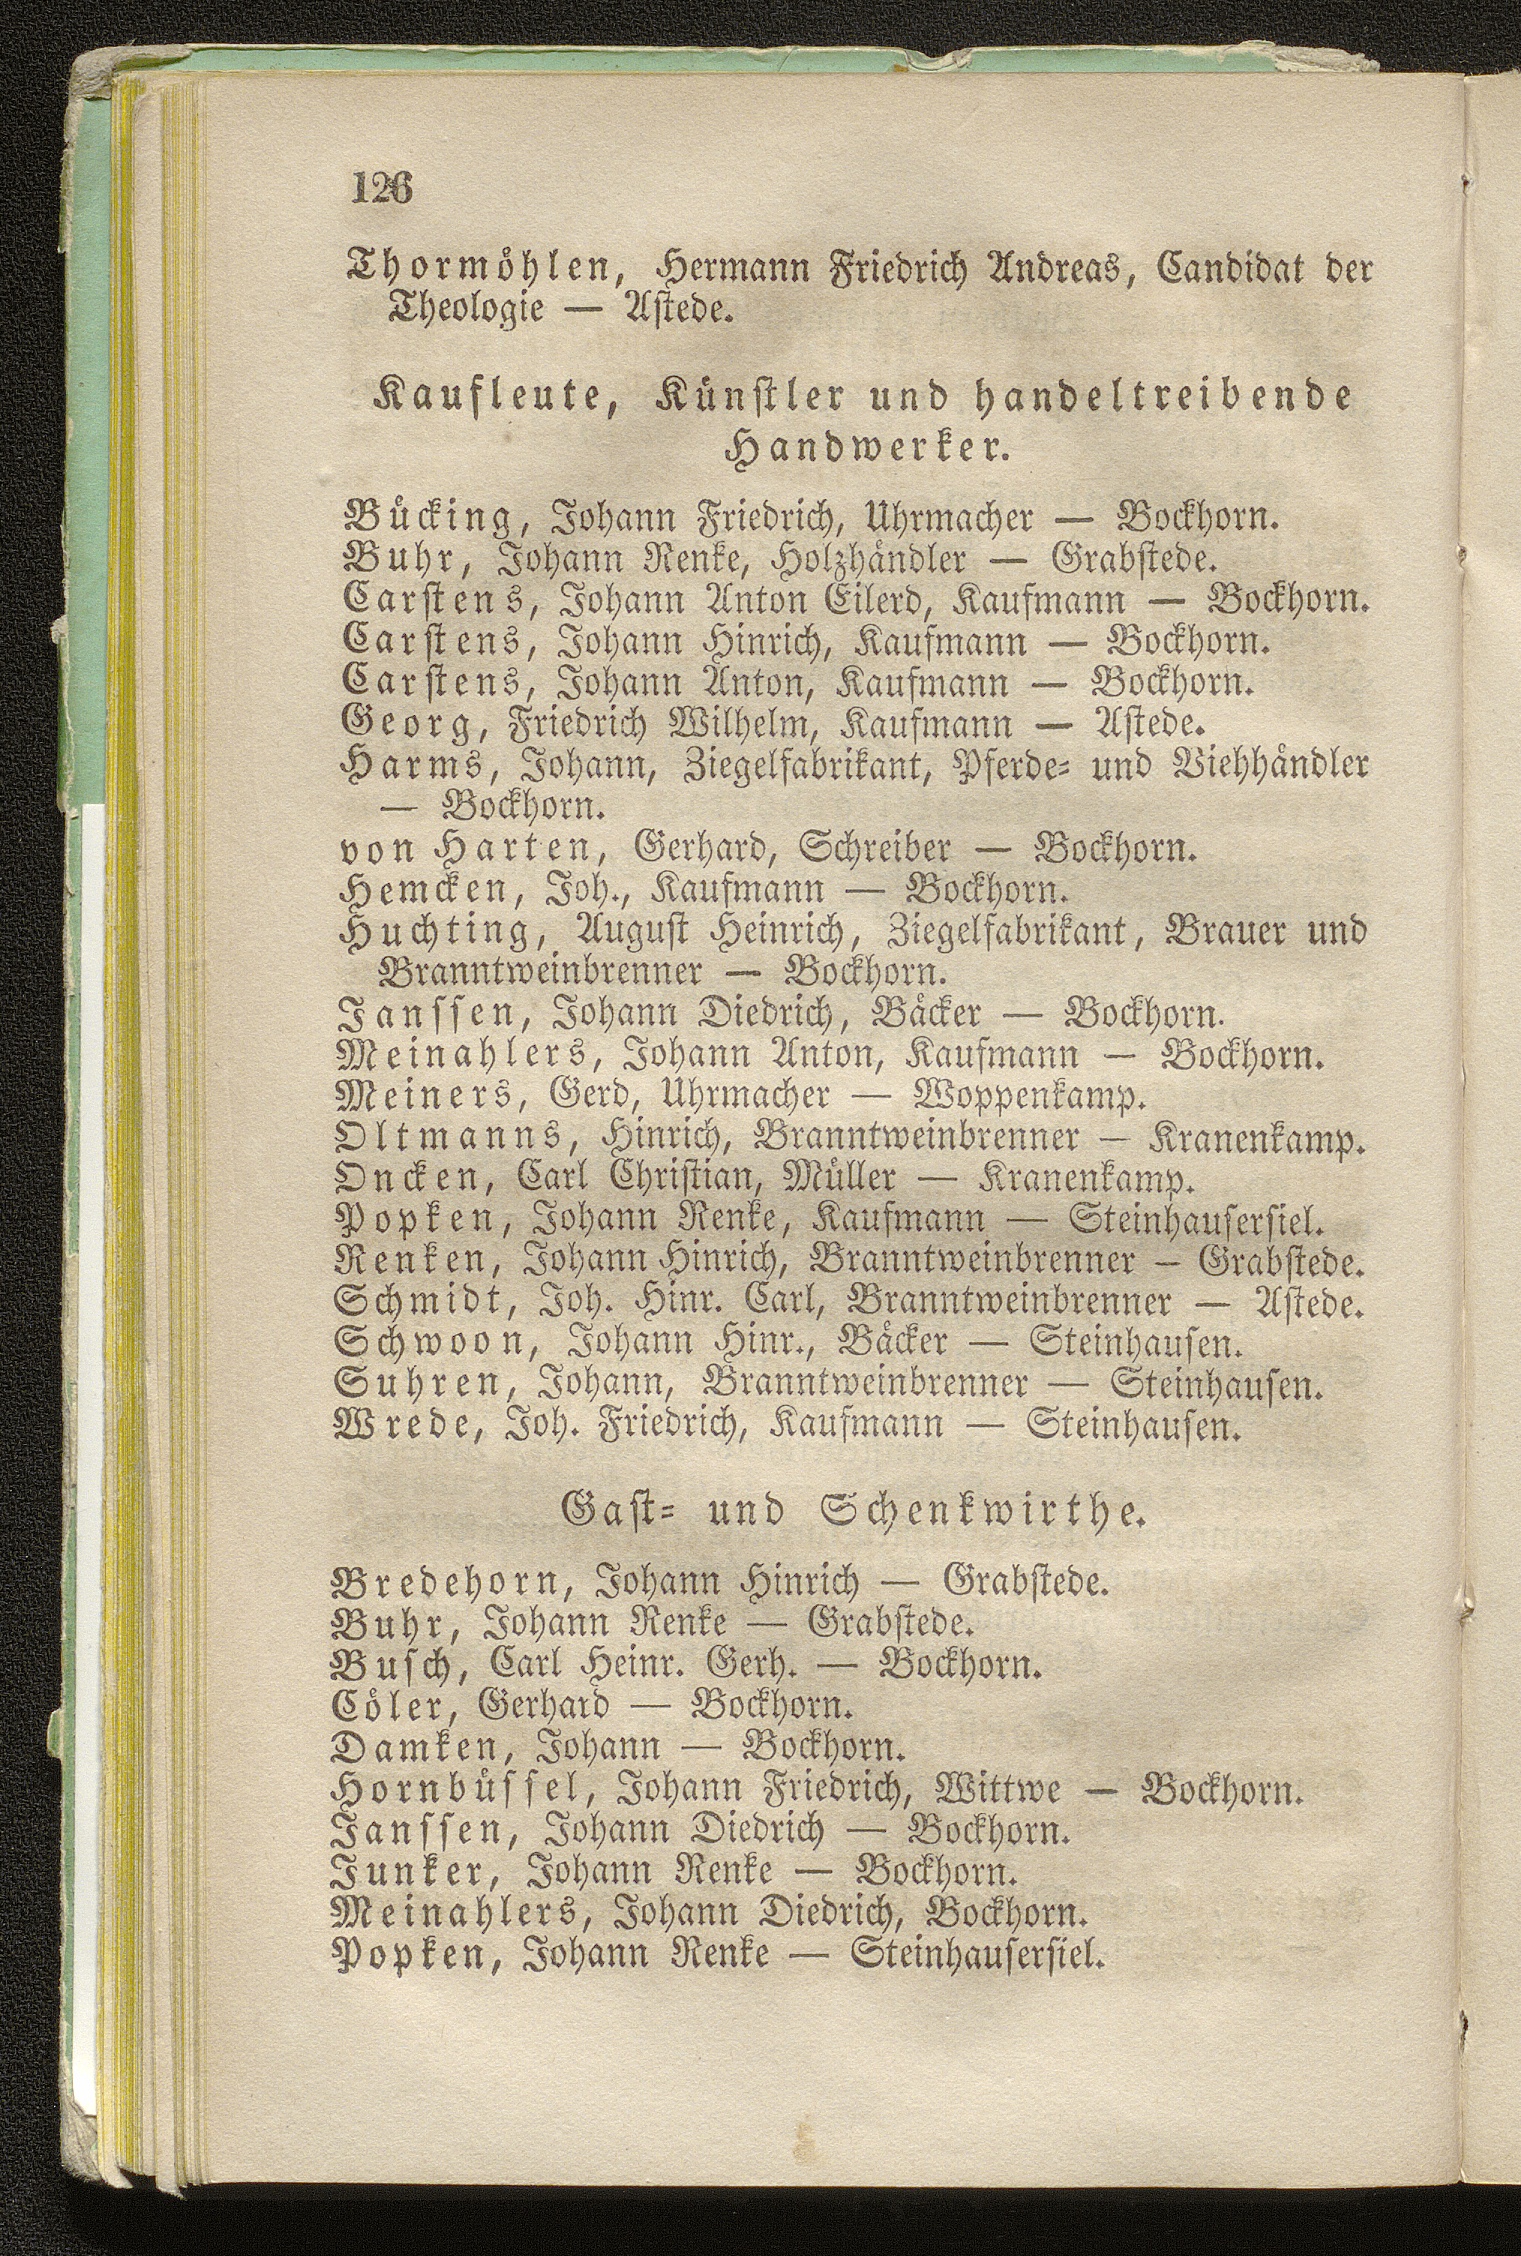 126
Thormöhlen, Hermann Friedrich Andreas, Candidat der
Theologie — Astede.
Kaufleute, Künstler und handeltreibende
Handwerker.
Bücking, Johann Friedrich, Uhrmacher — Bockhorn.
Buhr, Johann Renke, Holzhändler — Grabstede.
Carstens, Johann Anton Eilerd, Kaufmann — Bockhorn.
Carstens, Johann Hinrich, Kaufmann — Bockhorn.
Carstens, Johann Anton, Kaufmann — Bockhorn.
Georg, Friedrich Wilhelm, Kaufmann — Astede.
Harms, Johann, Ziegelfabrikant, Pferde- und Viehhändler
— Bockhorn.
von Harten, Gerhard, Schreiber — Bockhorn.
Hemcken, Joh., Kaufmann — Bockhorn.
Huchting, August Heinrich, Ziegelfabrikant, Brauer und
Branntweinbrenner — Bockhorn.
Janssen, Johann Diedrich, Bäcker — Bockhorn.
Meinahlers, Johann Anton, Kaufmann — Bockhorn.
Meiners, Gerd, Uhrmacher — Woppenkamp.
Oltmanns, Hinrich, Branntweinbrenner — Kranenkamp.
Oncken, Carl Christian, Müller — Kranenkamp.
Popken, Johann Renke, Kaufmann — Steinhausersiel.
Renken, Johann Hinrich, Branntweinbrenner — Grabstede.
Schmidt, Joh. Hinr. Carl, Branntweinbrenner — Astede.
Schwoon, Johann Hinr., Bäcker — Steinhausen.
Suhren, Johann, Branntweinbrenner — Steinhausen.
Wrede, Joh. Friedrich, Kaufmann — Steinhausen.
Gast- und Schenkwirthe.
Bredehorn, Johann Hinrich — Grabstede.
Buhr, Johann Renke — Grabstede.
Busch, Carl Heinr. Gerh. — Bockhorn.
Cöler, Gerhard — Bockhorn.
Damken, Johann — Bockhorn.
Hornbüssel, Johann Friedrich, Wittwe — Bockhorn.
Janssen, Johann Diedrich — Bockhorn.
Junker, Johann Renke — Bockhorn.
Meinahlers, Johann Diedrich, Bockhorn.
Popken, Johann Renke — Steinhausersiel.